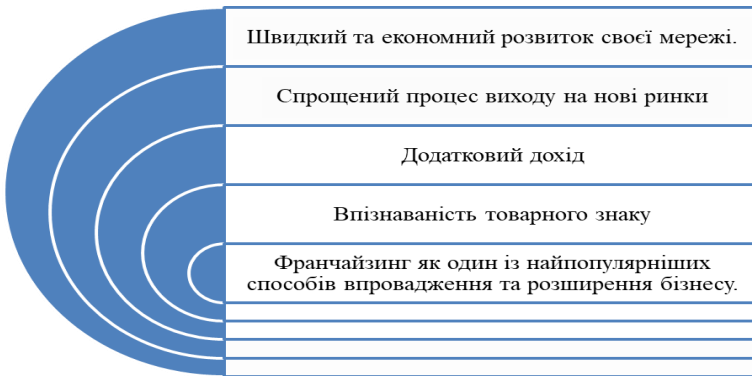 Швидкий та економний розвиток своєї мережі.
Спрощений процес виходу на нові ринки
Додатковий дохід
Впізнаваність товарного знаку
Франчайзинг як один із найпопулярніших
способів впровадження та розширення бізнесу.